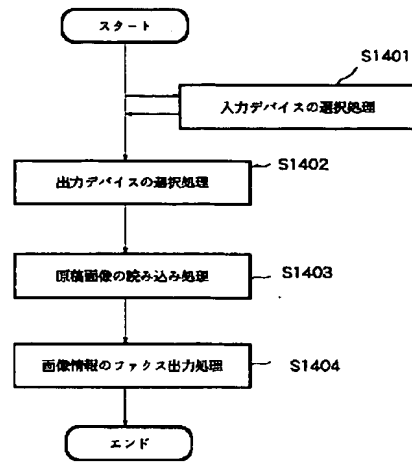 スタート
S1401
入力デバイスの選択処理
S1402
出力デバイスの選択処理
原稿画像の読み込み処理
S1403
画像情報のファクス出力処理
S1404
エンド